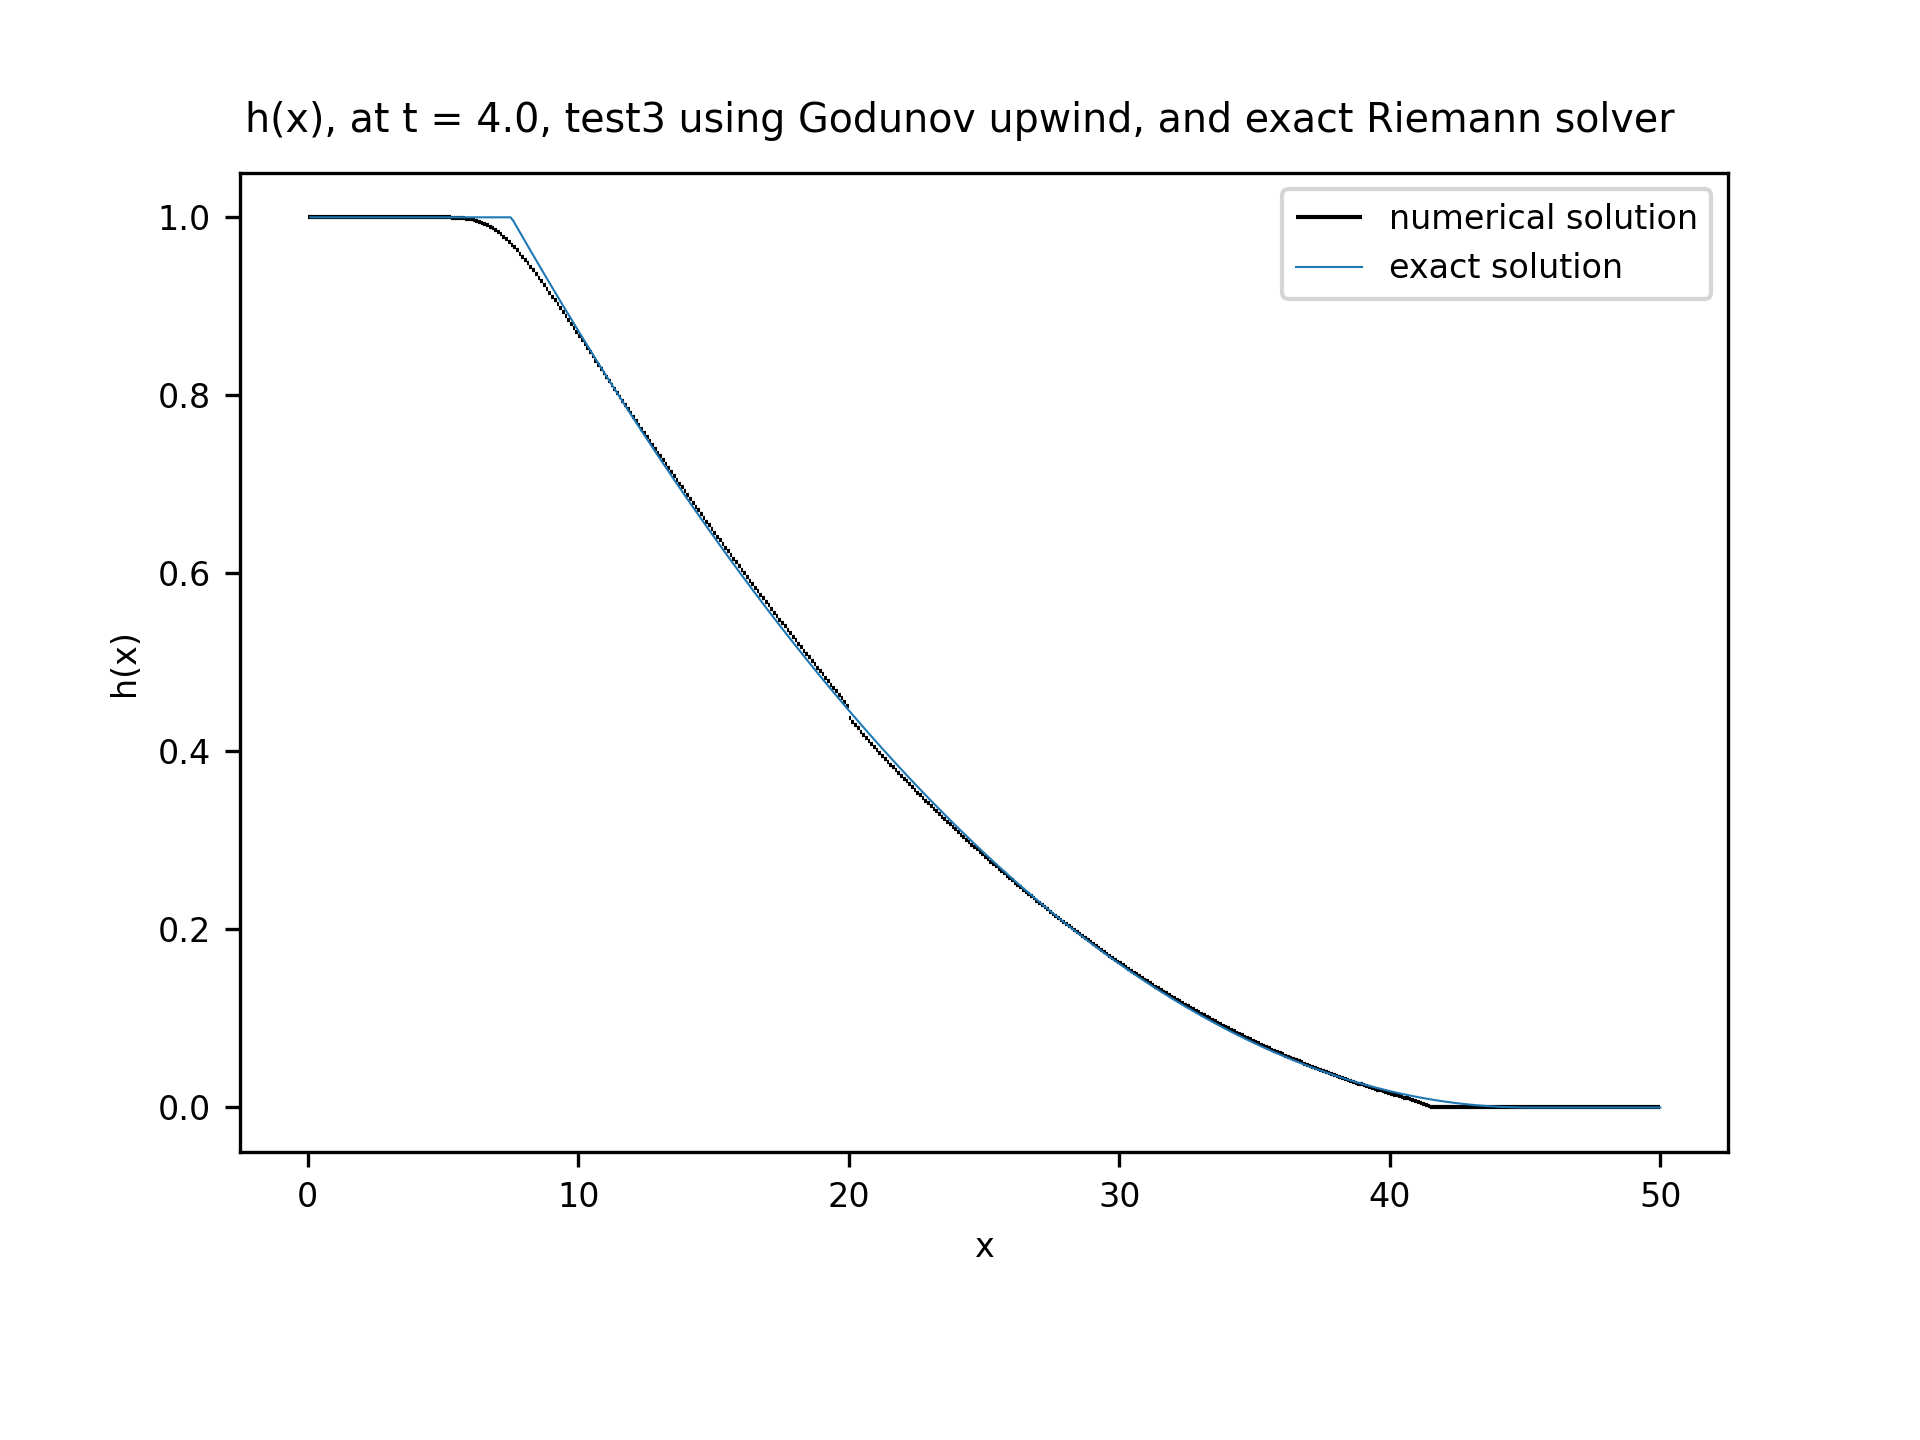 h(x), at t = 4.0, test3 using Godunov upwind, and exact Riemann solver
numerical solution
exact solution
1.0
0.8
0.6
0.4
0.2
0.0
h(x)
0 10 20 30 40 50
x